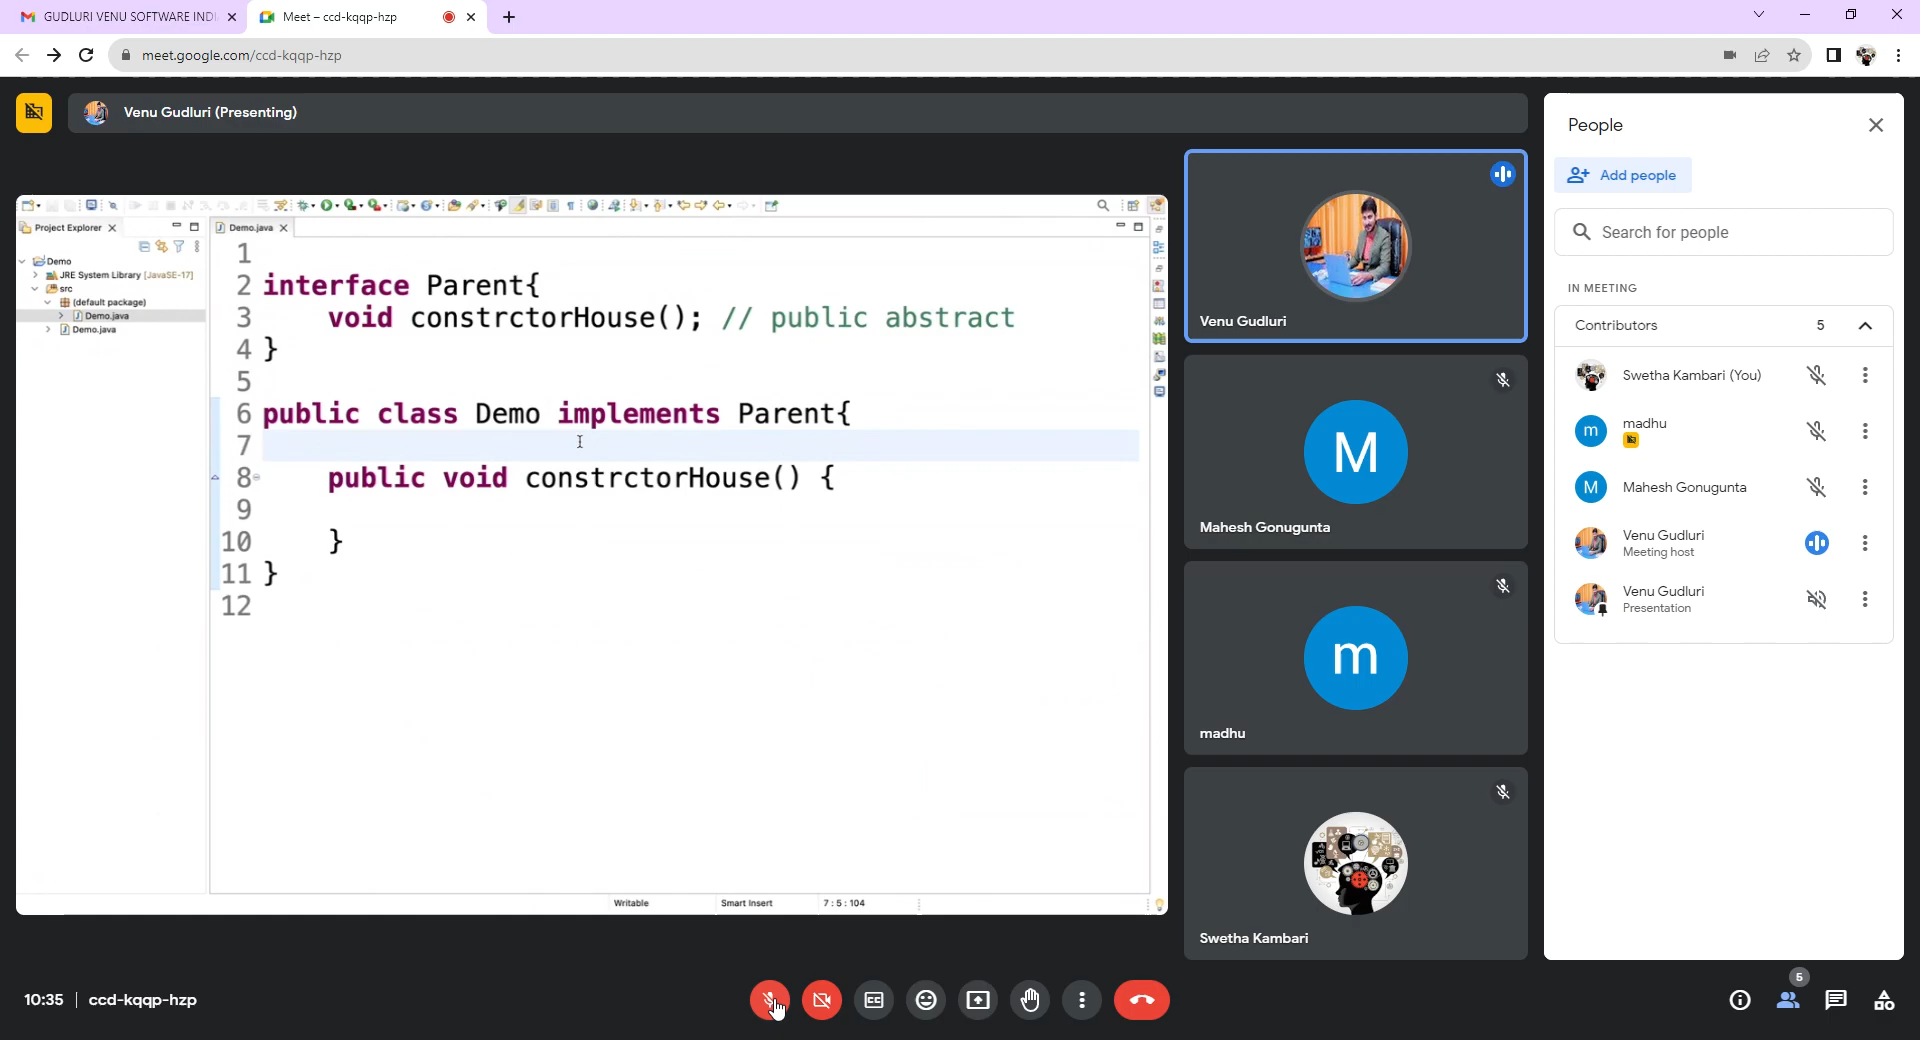 GUDLURI VENU SOFTWARE INDI
Meet – ccd-kqqp-hzp
meet.google.com/ccd-kqqp-hzp
Venu Gudluri (Presenting)
Project Explorer
Demo.java
Demo
JRE System Library [JavaSE-17]
src
(default package)
Demo.java
Demo.java
1
2 interface Parent{
3 void constrctorHouse(); // public abstract
4 }
5
6 public class Demo implements Parent{
7
8 public void constrctorHouse() {
9
10 }
11 }
12
Writable
Smart Insert
7 : 5 : 104
Venu Gudluri
M
Mahesh Gonugunta
m
madhu
Swetha Kambari
People
Add people
Search for people
IN MEETING
Contributors 5
Swetha Kambari (You)
m
madhu
M
Mahesh Gonugunta
Venu Gudluri
Meeting host
Venu Gudluri
Presentation
10:35 | ccd-kqqp-hzp
5